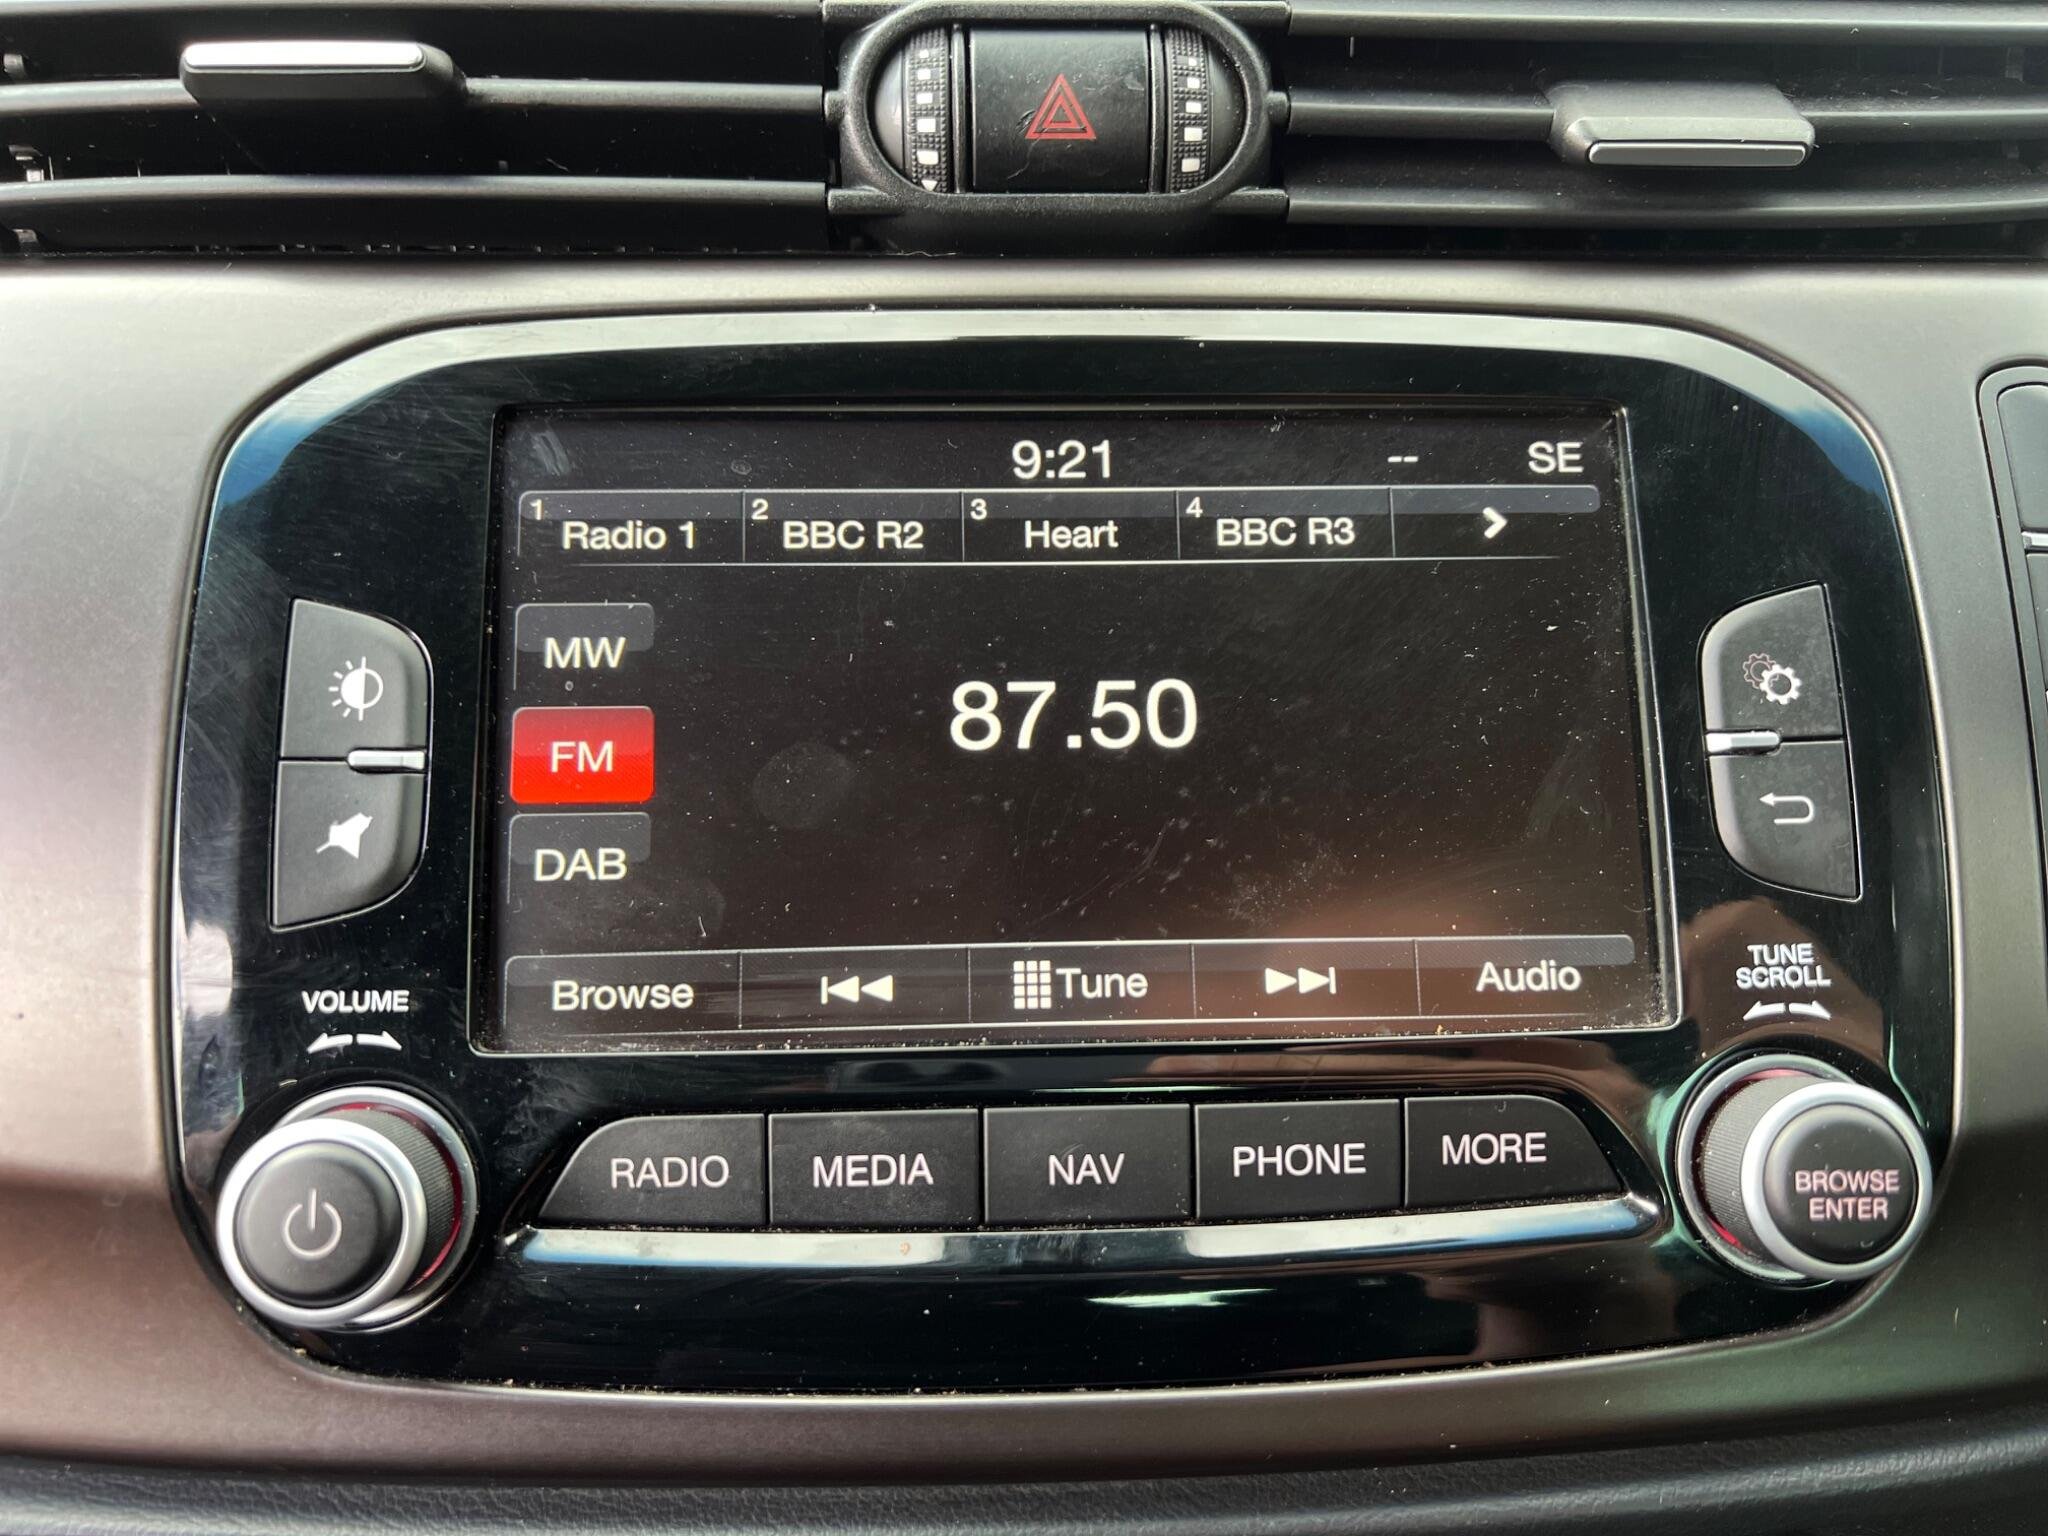 9:21 -- SE
1 Radio 1 2 BBC R2 3 Heart 4 BBC R3
MW
87.50
FM
DAB
Browse Tune Audio
VOLUME
TUNE
SCROLL
RADIO MEDIA NAV PHONE MORE
BROWSE
ENTER